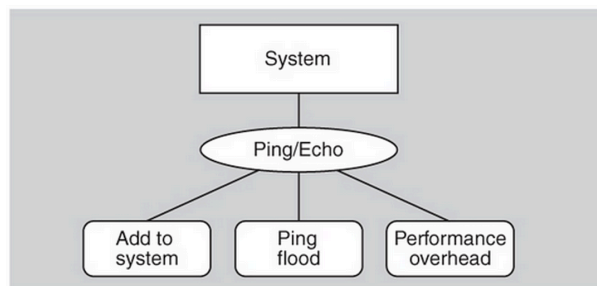 System
Ping/Echo
Add to
system
Ping
flood
Performance
overhead